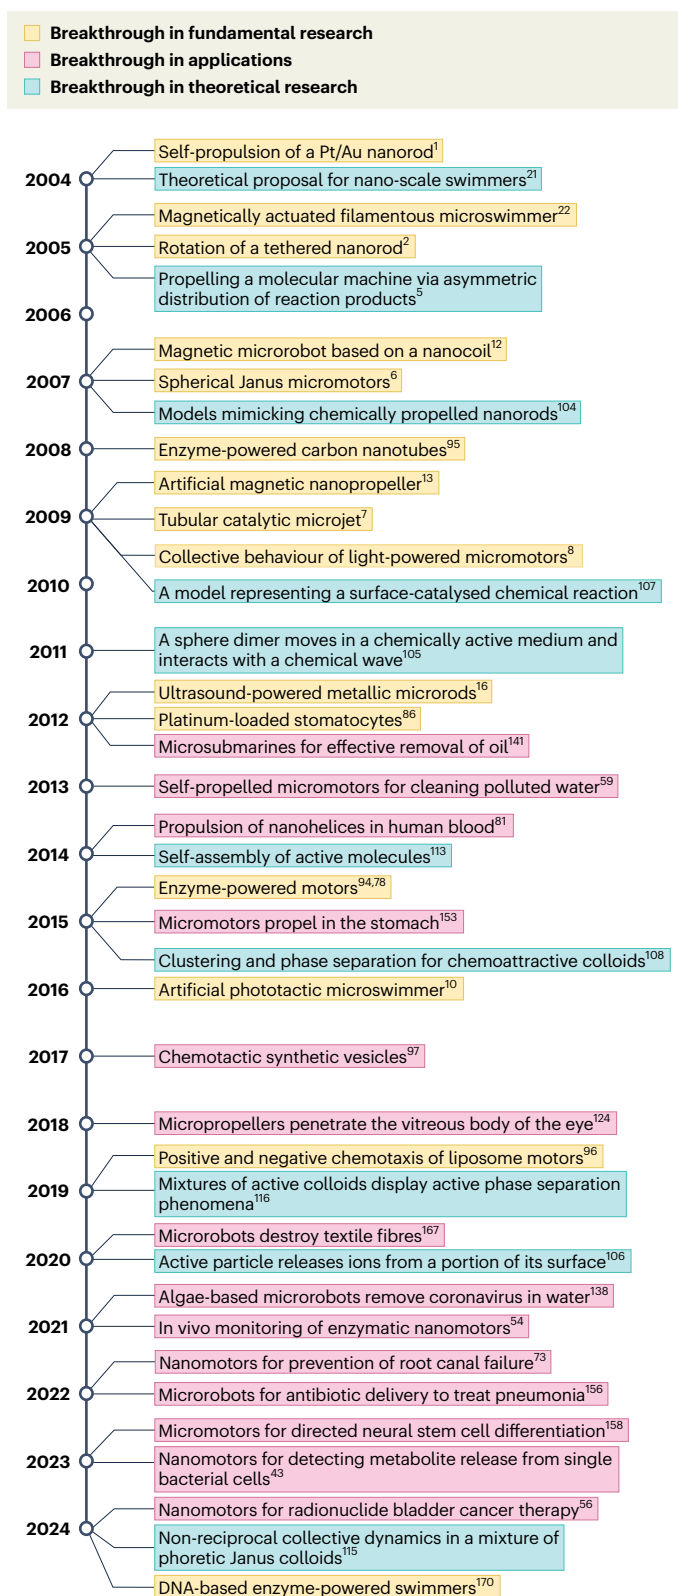 Breakthrough in fundamental research
Breakthrough in applications
Breakthrough in theoretical research
Self-propulsion of a Pt/Au nanorod1
2004
Theoretical proposal for nano-scale swimmers21
Magnetically actuated filamentous microswimmer22
2005
Rotation of a tethered nanorod2
Propelling a molecular machine via asymmetric
distribution of reaction products5
2006
Magnetic microrobot based on a nanocoil12
2007
Spherical Janus micromotors6
Models mimicking chemically propelled nanorods104
2008
Enzyme-powered carbon nanotubes95
Artificial magnetic nanopropeller13
2009
Tubular catalytic microjet7
Collective behaviour of light-powered micromotors8
2010
A model representing a surface-catalysed chemical reaction107
2011
A sphere dimer moves in a chemically active medium and
interacts with a chemical wave105
Ultrasound-powered metallic microrods16
2012
Platinum-loaded stomatocytes86
Microsubmarines for effective removal of oil141
2013
Self-propelled micromotors for cleaning polluted water59
Propulsion of nanohelices in human blood81
2014
Self-assembly of active molecules113
Enzyme-powered motors94,78
2015
Micromotors propel in the stomach153
Clustering and phase separation for chemoattractive colloids108
2016
Artificial phototactic microswimmer10
2017
Chemotactic synthetic vesicles97
2018
Micropropellers penetrate the vitreous body of the eye124
Positive and negative chemotaxis of liposome motors96
2019
Mixtures of active colloids display active phase separation
phenomena116
Microrobots destroy textile fibres167
2020
Active particle releases ions from a portion of its surface106
Algae-based microrobots remove coronavirus in water138
2021
In vivo monitoring of enzymatic nanomotors54
Nanomotors for prevention of root canal failure73
2022
Microrobots for antibiotic delivery to treat pneumonia156
Micromotors for directed neural stem cell differentiation158
2023
Nanomotors for detecting metabolite release from single
bacterial cells43
Nanomotors for radionuclide bladder cancer therapy56
2024
Non-reciprocal collective dynamics in a mixture of
phoretic Janus colloids115
DNA-based enzyme-powered swimmers170